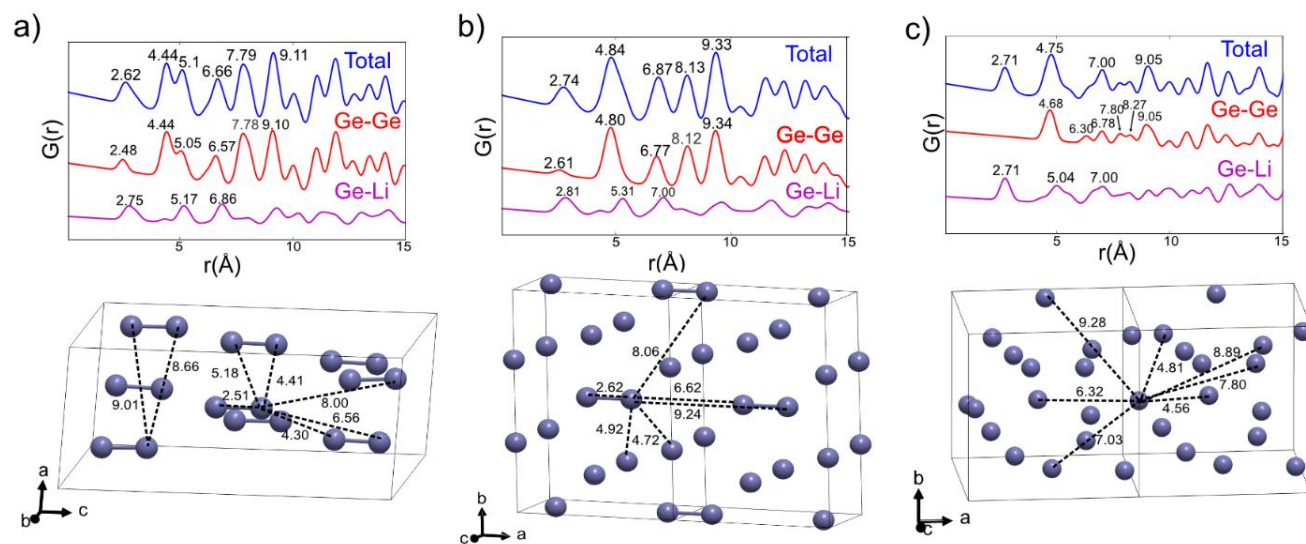 a)
Total
2.62
4.44
5.1
6.66
7.79
9.11
Ge-Ge
2.48
4.44
5.05
6.57
7.78
9.10
Ge-Li
2.75
5.17
6.86
G(r)
5
10
15
r(Å)
5.18
2.51
4.41
8.66
9.01
8.00
6.56
4.30
a
b
c
b)
Total
2.74
4.84
6.87
8.13
9.33
Ge-Ge
2.61
4.80
6.77
8.12
9.34
Ge-Li
2.81
5.31
7.00
G(r)
5
10
15
r(Å)
8.06
2.62
6.62
9.24
4.92
4.72
b
c
a
c)
Total
2.71
4.75
7.00
9.05
Ge-Ge
4.68
6.30
6.78
7.80
8.27
9.05
Ge-Li
2.71
5.04
7.00
G(r)
5
10
15
r(Å)
9.28
8.89
4.81
7.80
6.32
4.56
7.03
b
c
a